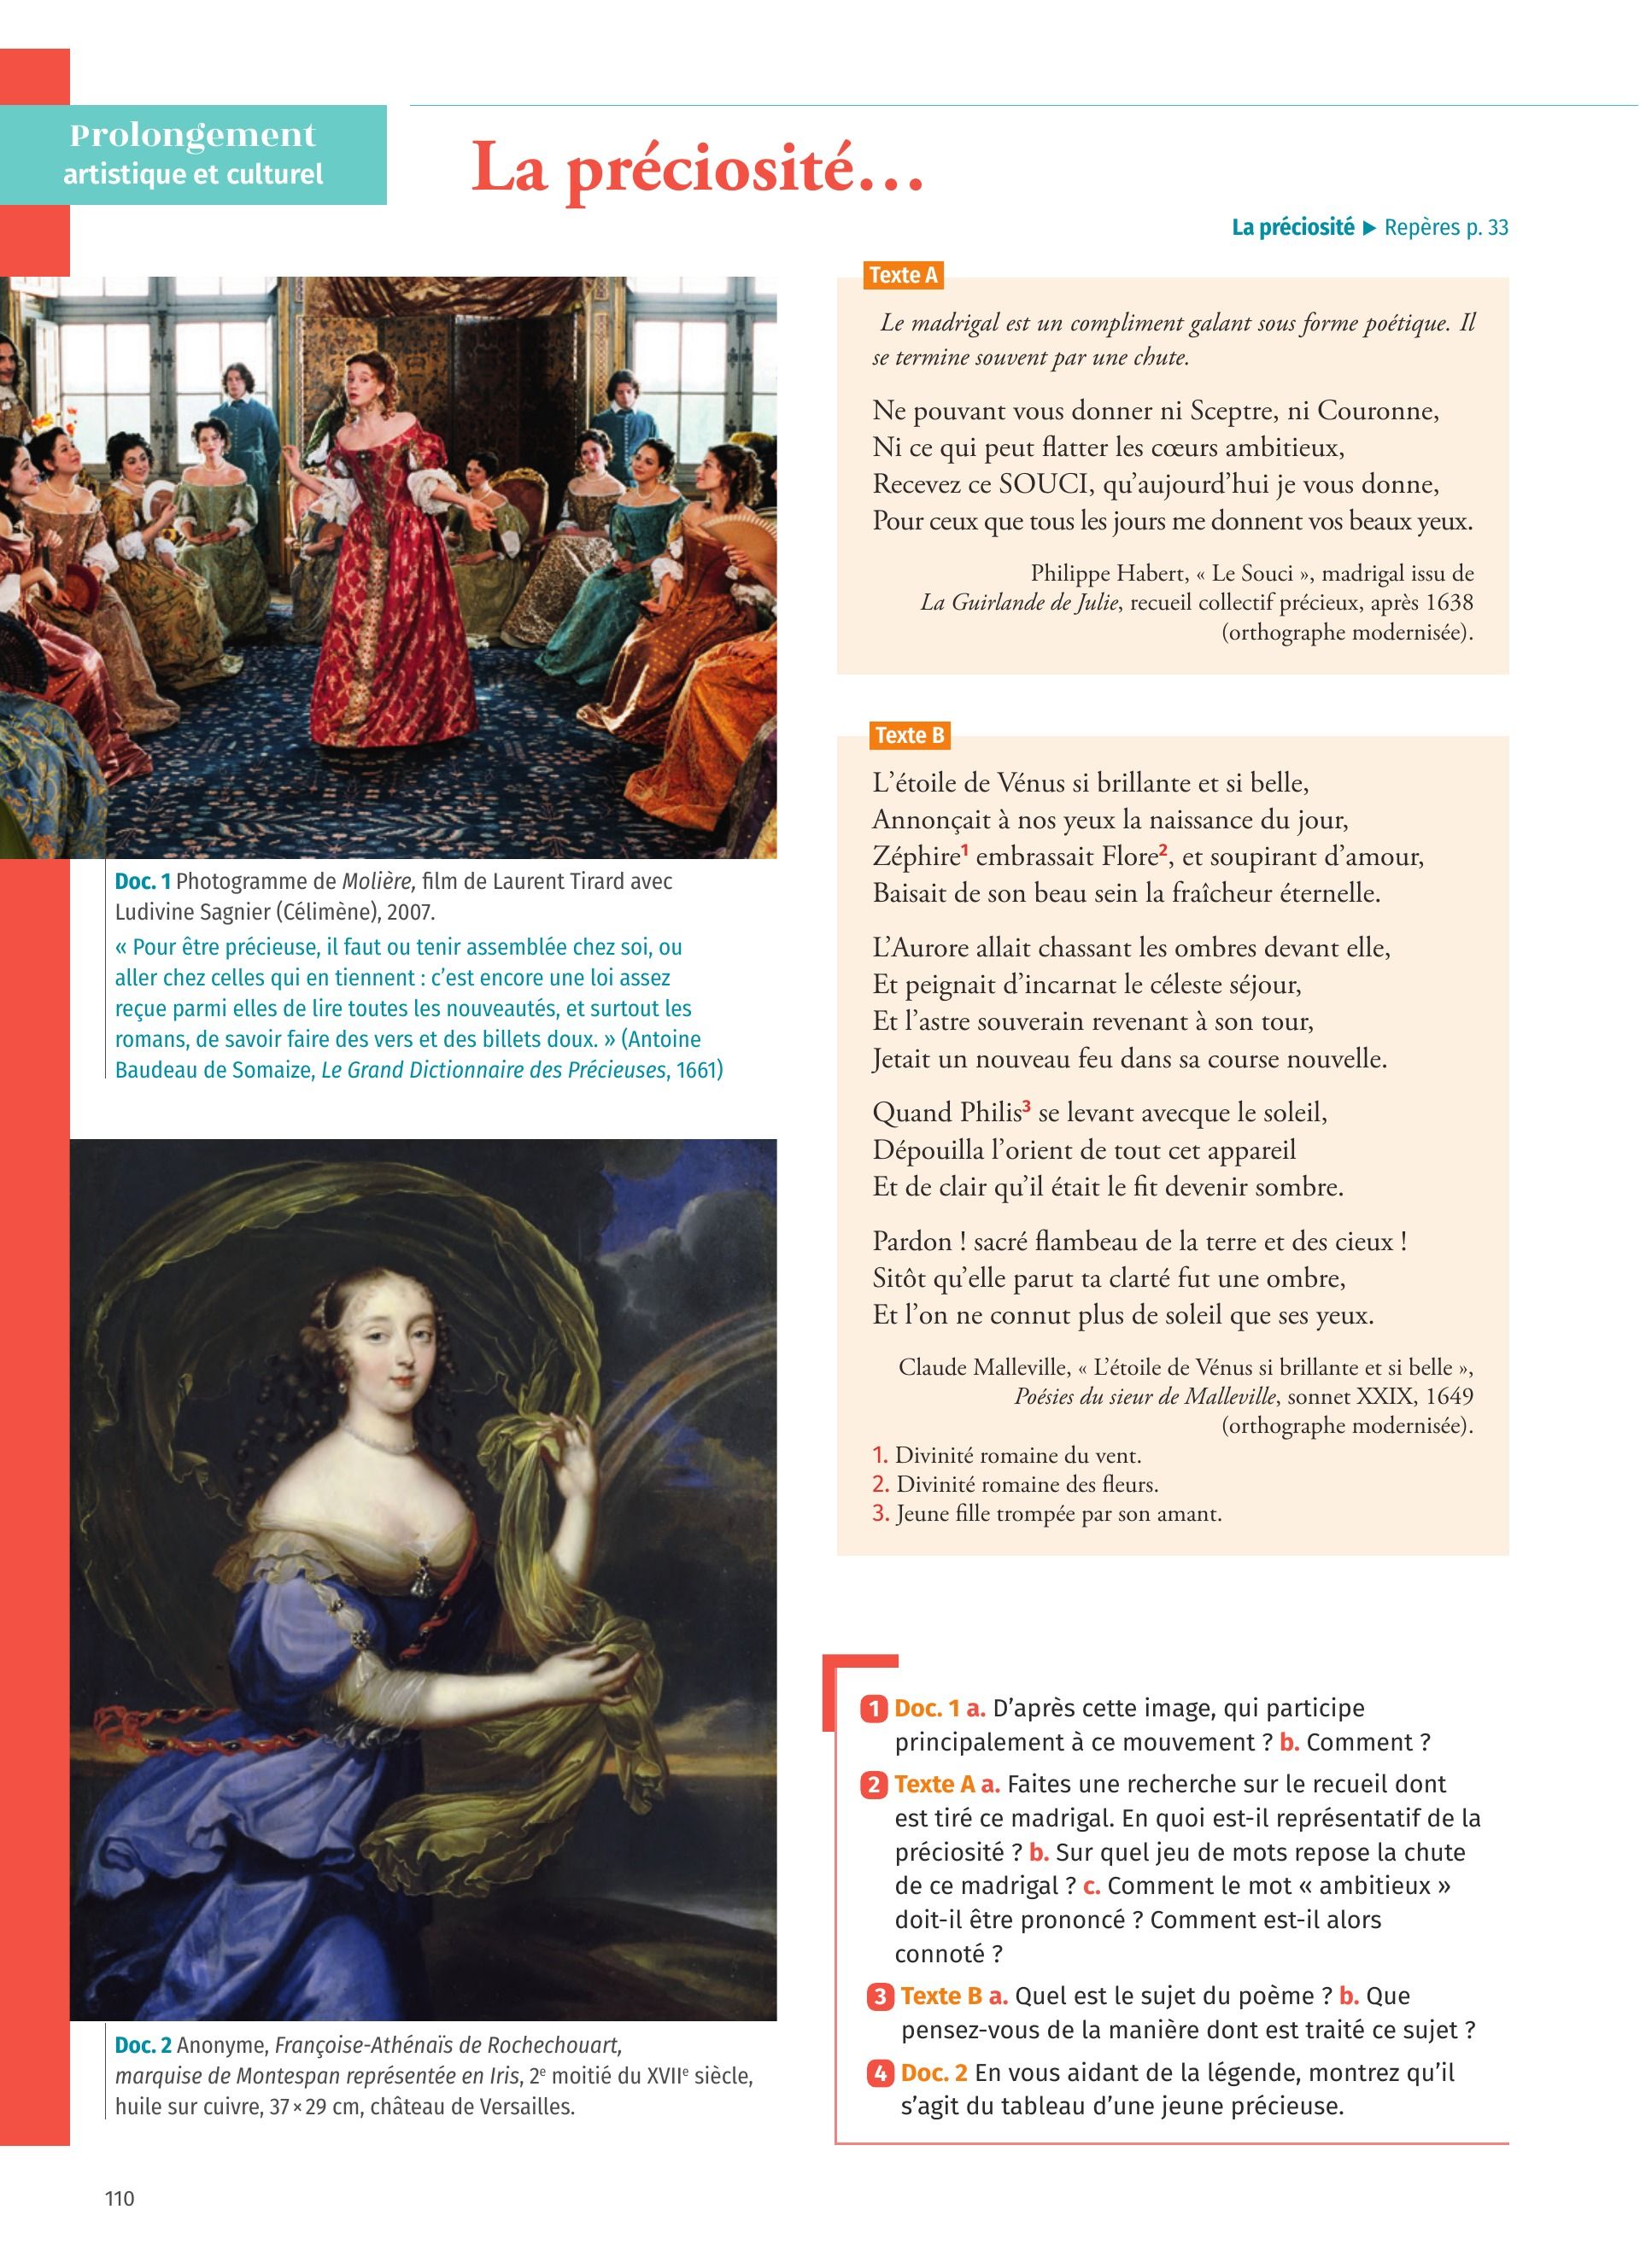 Prolongement
artistique et culturel
La préciosité…
La préciosité ▶ Repères p. 33
Doc. 1 Photogramme de Molière, film de Laurent Tirard avec
Ludivine Sagnier (Célimène), 2007.
« Pour être précieuse, il faut ou tenir assemblée chez soi, ou
aller chez celles qui en tiennent : c’est encore une loi assez
reçue parmi elles de lire toutes les nouveautés, et surtout les
romans, de savoir faire des vers et des billets doux. » (Antoine
Baudeau de Somaize, Le Grand Dictionnaire des Précieuses, 1661)
Doc. 2 Anonyme, Françoise-Athénaïs de Rochechouart,
marquise de Montespan représentée en Iris, 2e moitié du XVIIe siècle,
huile sur cuivre, 37 × 29 cm, château de Versailles.
Texte A
Le madrigal est un compliment galant sous forme poétique. Il
se termine souvent par une chute.
Ne pouvant vous donner ni Sceptre, ni Couronne,
Ni ce qui peut flatter les cœurs ambitieux,
Recevez ce SOUCI, qu’aujourd’hui je vous donne,
Pour ceux que tous les jours me donnent vos beaux yeux.
Philippe Habert, « Le Souci », madrigal issu de
La Guirlande de Julie, recueil collectif précieux, après 1638
(orthographe modernisée).
Texte B
L’étoile de Vénus si brillante et si belle,
Annonçait à nos yeux la naissance du jour,
Zéphire1 embrassait Flore2, et soupirant d’amour,
Baisait de son beau sein la fraîcheur éternelle.
L’Aurore allait chassant les ombres devant elle,
Et peignait d’incarnat le céleste séjour,
Et l’astre souverain revenant à son tour,
Jetait un nouveau feu dans sa course nouvelle.
Quand Philis3 se levant avecque le soleil,
Dépouilla l’orient de tout cet appareil
Et de clair qu’il était le fit devenir sombre.
Pardon ! sacré flambeau de la terre et des cieux !
Sitôt qu’elle parut ta clarté fut une ombre,
Et l’on ne connut plus de soleil que ses yeux.
Claude Malleville, « L’étoile de Vénus si brillante et si belle »,
Poésies du sieur de Malleville, sonnet XXIX, 1649
(orthographe modernisée).
1. Divinité romaine du vent.
2. Divinité romaine des fleurs.
3. Jeune fille trompée par son amant.
1 Doc. 1 a. D’après cette image, qui participe
principalement à ce mouvement ? b. Comment ?
2 Texte A a. Faites une recherche sur le recueil dont
est tiré ce madrigal. En quoi est-il représentatif de la
préciosité ? b. Sur quel jeu de mots repose la chute
de ce madrigal ? c. Comment le mot « ambitieux »
doit-il être prononcé ? Comment est-il alors
connoté ?
3 Texte B a. Quel est le sujet du poème ? b. Que
pensez-vous de la manière dont est traité ce sujet ?
4 Doc. 2 En vous aidant de la légende, montrez qu’il
s’agit du tableau d’une jeune précieuse.
110